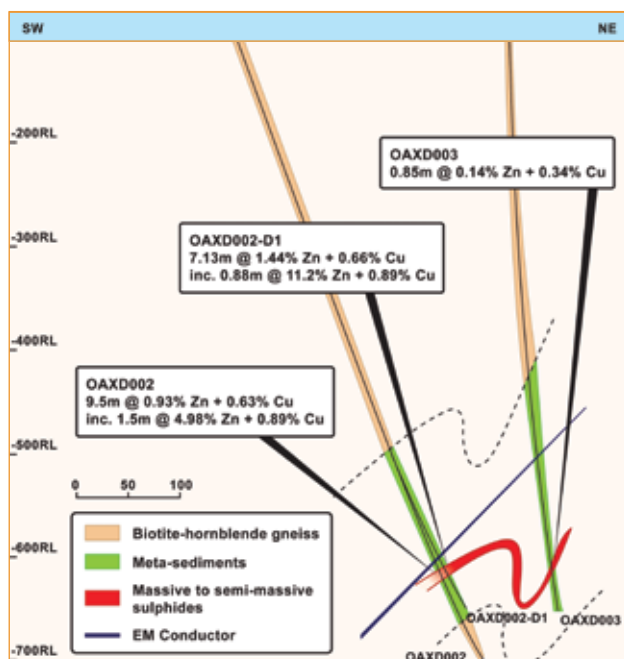 SW
NE
-200RL
OAXD003
0.85m @ 0.14% Zn + 0.34% Cu
-300RL
OAXD002-D1
7.13m @ 1.44% Zn + 0.66% Cu
inc. 0.88m @ 11.2% Zn + 0.89% Cu
-400RL
OAXD002
9.5m @ 0.93% Zn + 0.63% Cu
inc. 1.5m @ 4.98% Zn + 0.89% Cu
-500RL
0 50 100
Biotite-hornblende gneiss
Meta-sediments
Massive to semi-massive
sulphides
EM Conductor
-600RL
OAXD002-D1
OAXD003
OAXD002
-700RL